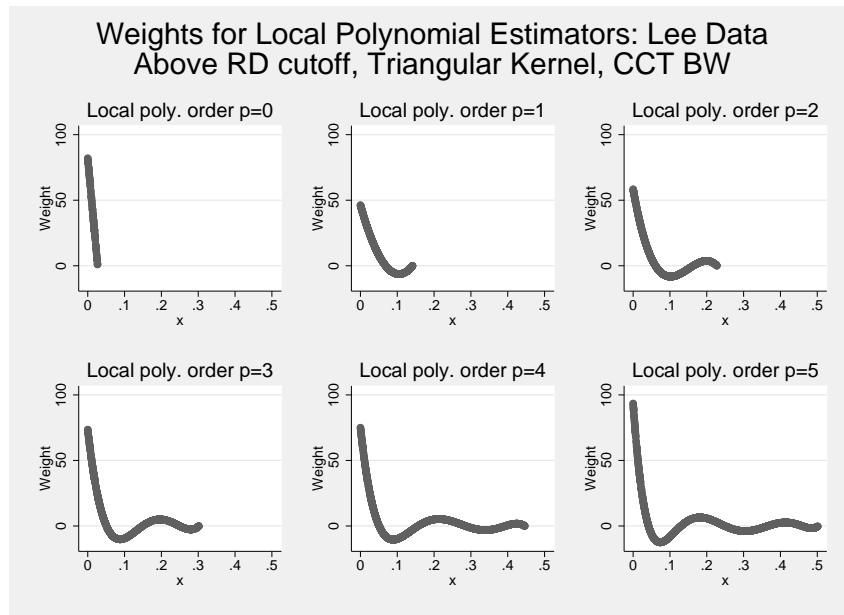 Weights for Local Polynomial Estimators: Lee Data
Above RD cutoff, Triangular Kernel, CCT BW
Local poly. order p=0
Weight
0 50 100
0 .1 .2 .3 .4 .5
x
Local poly. order p=1
Weight
0 50 100
0 .1 .2 .3 .4 .5
x
Local poly. order p=2
Weight
0 50 100
0 .1 .2 .3 .4 .5
x
Local poly. order p=3
Weight
0 50 100
0 .1 .2 .3 .4 .5
x
Local poly. order p=4
Weight
0 50 100
0 .1 .2 .3 .4 .5
x
Local poly. order p=5
Weight
0 50 100
0 .1 .2 .3 .4 .5
x